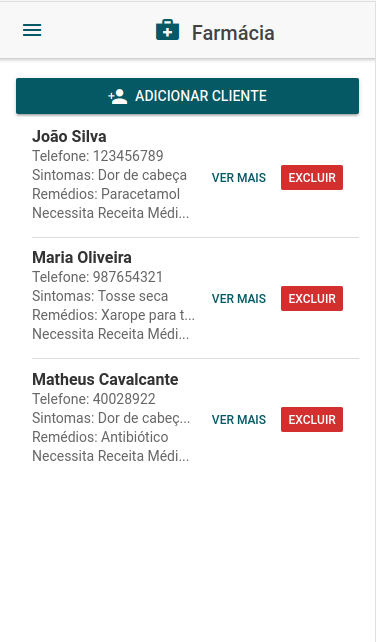 Farmácia
ADICIONAR CLIENTE
João Silva
Telefone: 123456789
Sintomas: Dor de cabeça
Remédios: Paracetamol
Necessita Receita Médi...
VER MAIS
EXCLUIR
Maria Oliveira
Telefone: 987654321
Sintomas: Tosse seca
Remédios: Xarope para t...
Necessita Receita Médi...
VER MAIS
EXCLUIR
Matheus Cavalcante
Telefone: 40028922
Sintomas: Dor de cabeç...
Remédios: Antibiótico
Necessita Receita Médi...
VER MAIS
EXCLUIR